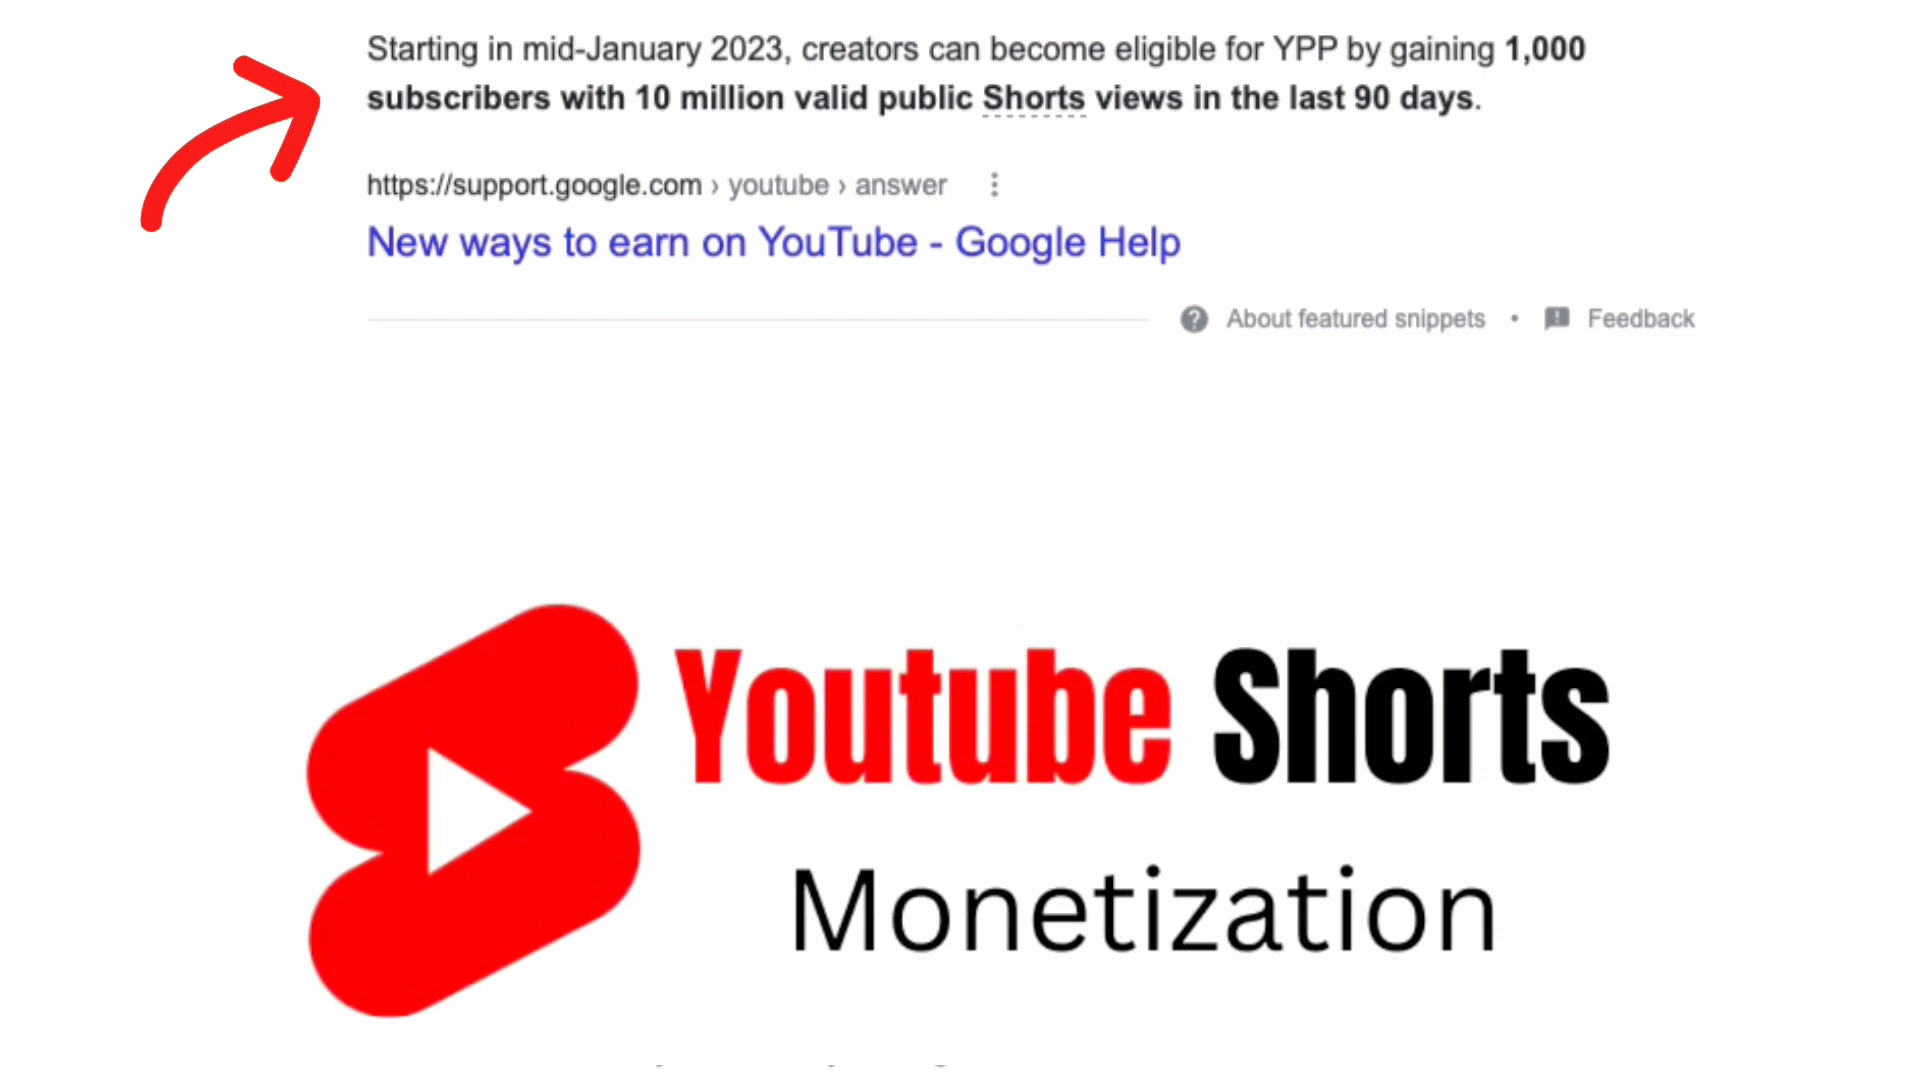 Starting in mid-January 2023, creators can become eligible for YPP by gaining 1,000
subscribers with 10 million valid public Shorts views in the last 90 days.
https://support.google.com › youtube › answer
New ways to earn on YouTube - Google Help
About featured snippets • Feedback
Youtube Shorts
Monetization